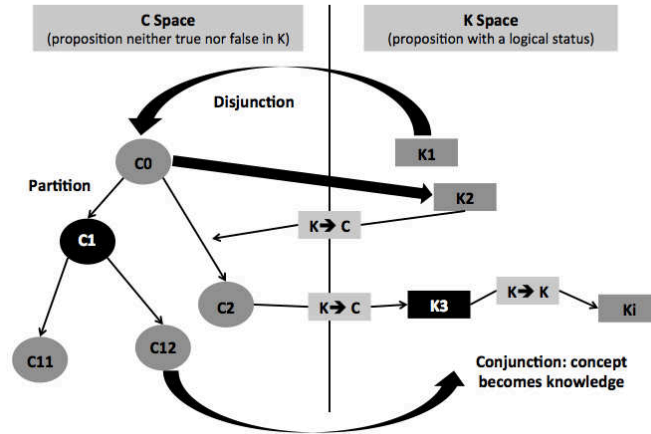 C Space
(proposition neither true nor false in K)
K Space
(proposition with a logical status)
Disjunction
K1
C0
K2
Partition
K➔ C
C1
C2
K➔ C
K3
K➔ K
Ki
C11
C12
Conjunction: concept
becomes knowledge